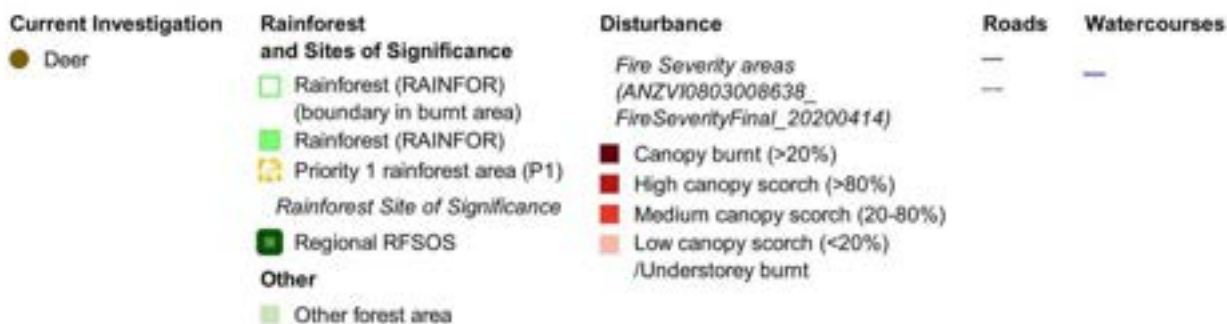 Current Investigation
Deer
Rainforest
and Sites of Significance
Rainforest (RAINFOR)
(boundary in burnt area)
Rainforest (RAINFOR)
Priority 1 rainforest area (P1)
Rainforest Site of Significance
Regional RFSOS
Other
Other forest area
Disturbance
Fire Severity areas
(ANZVI0803008638_
FireSeverityFinal_20200414)
Canopy burnt (>20%)
High canopy scorch (>80%)
Medium canopy scorch (20-80%)
Low canopy scorch (<20%)
/Understorey burnt
Roads
Watercourses